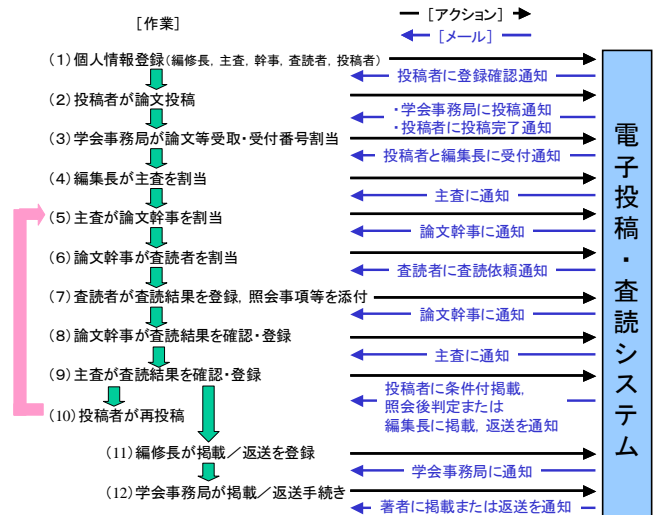 [作業]
[アクション]
[メール]
(1)個人情報登録(編修長, 主査, 幹事, 査読者, 投稿者)
投稿者に登録確認通知
(2)投稿者が論文投稿
・学会事務局に投稿通知
・投稿者に投稿完了通知
(3)学会事務局が論文等受取・受付番号割当
投稿者と編集長に受付通知
(4)編集長が主査を割当
主査に通知
(5)主査が論文幹事を割当
論文幹事に通知
(6)論文幹事が査読者を割当
査読者に査読依頼通知
(7)査読者が査読結果を登録, 照会事項等を添付
論文幹事に通知
(8)論文幹事が査読結果を確認・登録
主査に通知
(9)主査が査読結果を確認・登録
投稿者に条件付掲載,
照会後判定または
編集長に掲載, 返送を通知
(10)投稿者が再投稿
(11)編修長が掲載/返送を登録
学会事務局に通知
(12)学会事務局が掲載/返送手続き
著者に掲載または返送を通知
電子投稿・査読システム